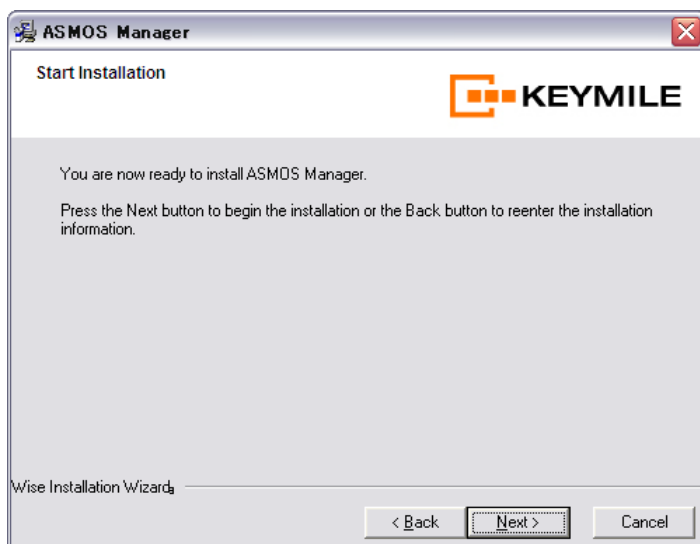 ASMOS Manager
Start Installation
KEYMILE
You are now ready to install ASMOS Manager.
Press the Next button to begin the installation or the Back button to reenter the installation
information.
Wise Installation Wizard
< Back
Next >
Cancel